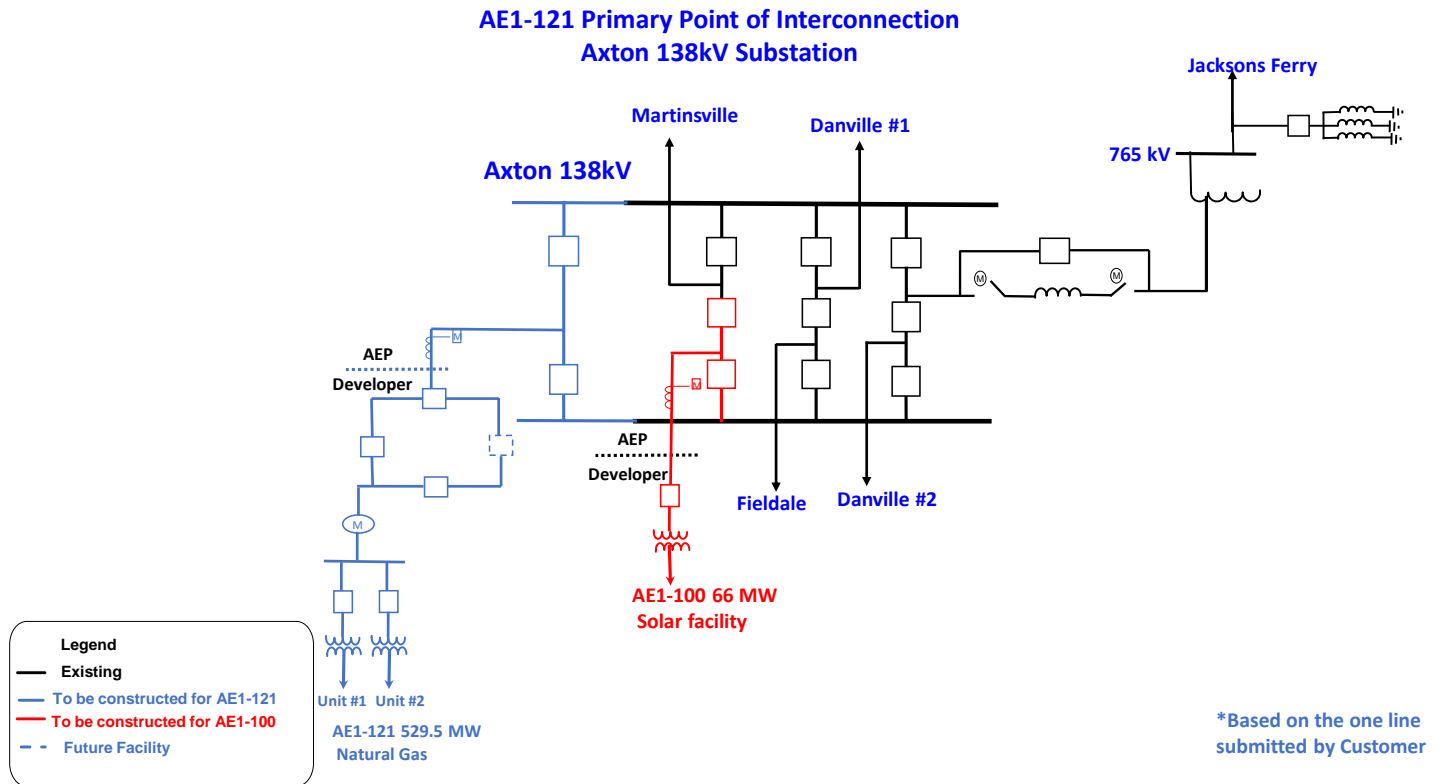 AE1-121 Primary Point of Interconnection
Axton 138kV Substation
Jacksons Ferry
Martinsville
Danville #1
765 kV
Axton 138kV
M
M
M
AEP
Developer
M
AEP
Developer
Fieldale
Danville #2
M
AE1-100 66 MW
Solar facility
Legend
Existing
To be constructed for AE1-121
To be constructed for AE1-100
Future Facility
Unit #1
Unit #2
AE1-121 529.5 MW
Natural Gas
*Based on the one line
submitted by Customer